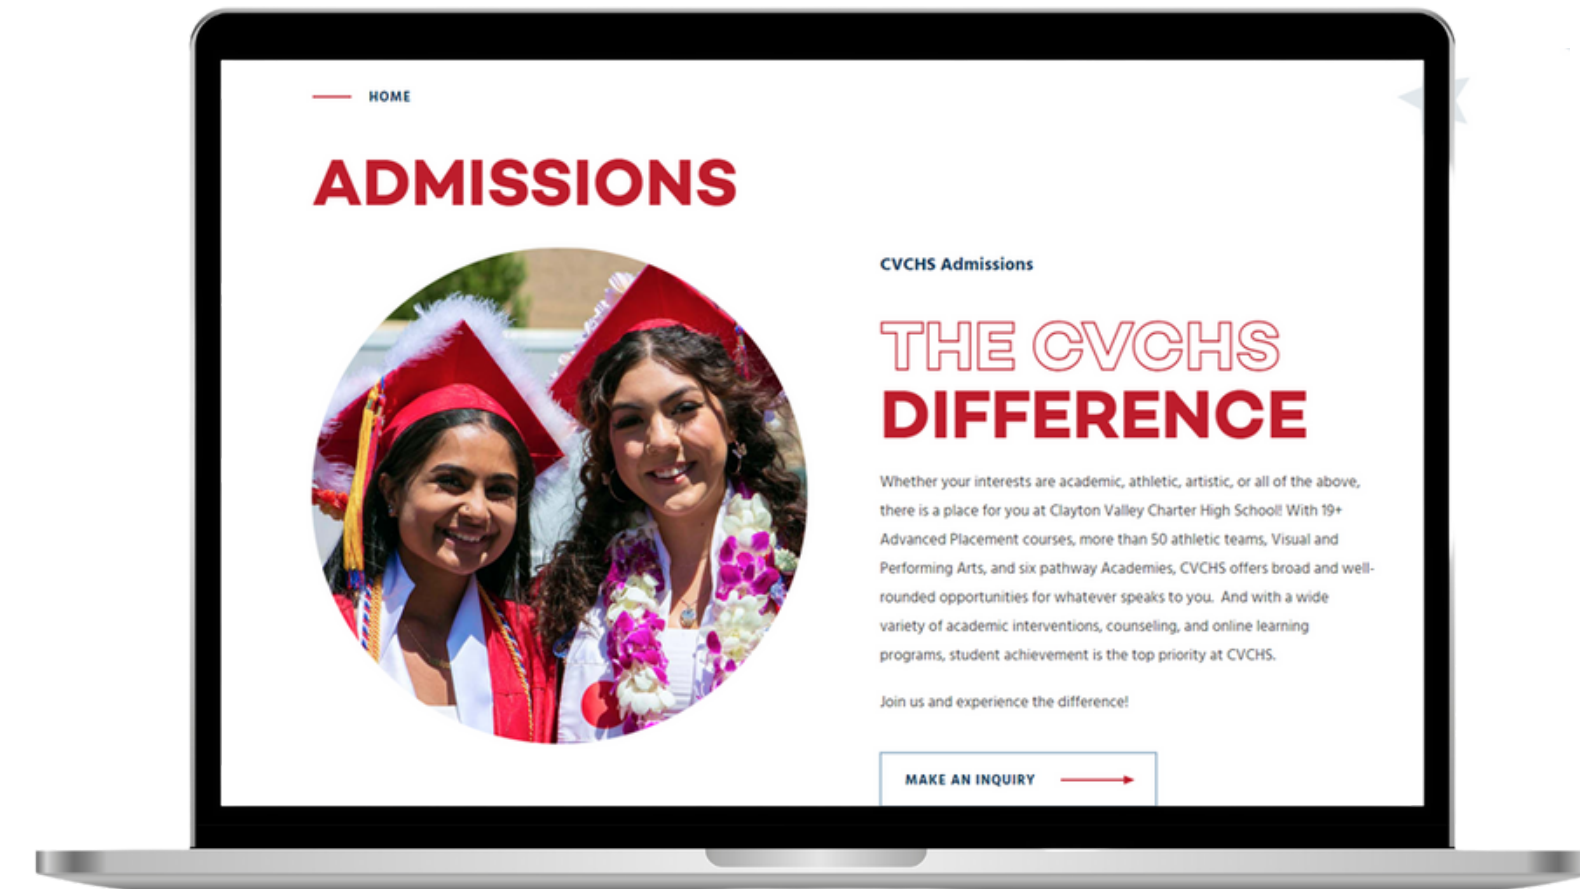 HOME
ADMISSIONS
CVCHS Admissions
THE CVCHS
DIFFERENCE
Whether your interests are academic, athletic, artistic, or all of the above,
there is a place for you at Clayton Valley Charter High School! With 19+
Advanced Placement courses, more than 50 athletic teams, Visual and
Performing Arts, and six pathway Academies, CVCHS offers broad and well-
rounded opportunities for whatever speaks to you. And with a wide
variety of academic interventions, counseling, and online learning
programs, student achievement is the top priority at CVCHS.
Join us and experience the difference!
MAKE AN INQUIRY